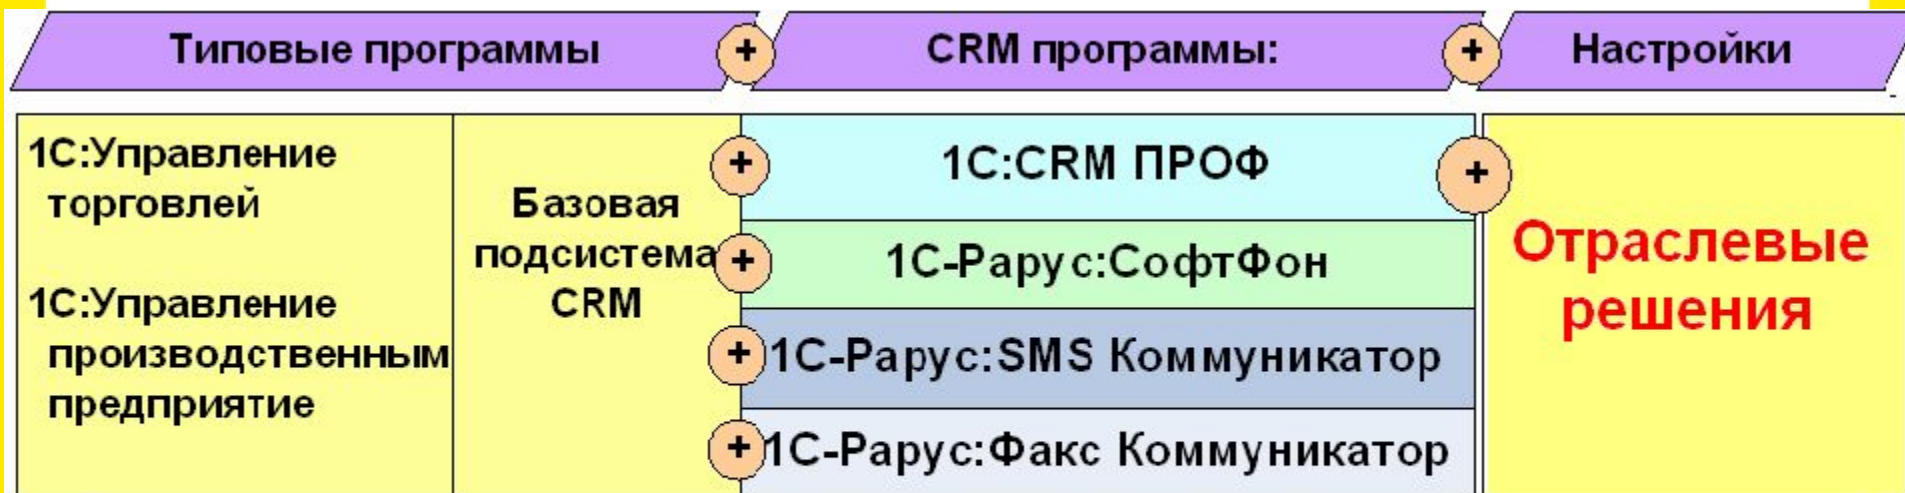 Типовые программы
+
CRM программы:
+
Настройки
1С:Управление
торговлей
1С:Управление
производственным
предприятие
Базовая
подсистема
CRM
+
1С:CRM ПРОФ
+
1С-Рарус:СофтФон
+
1С-Рарус:SMS Коммуникатор
+
1С-Рарус:Факс Коммуникатор
+
Отраслевые
решения